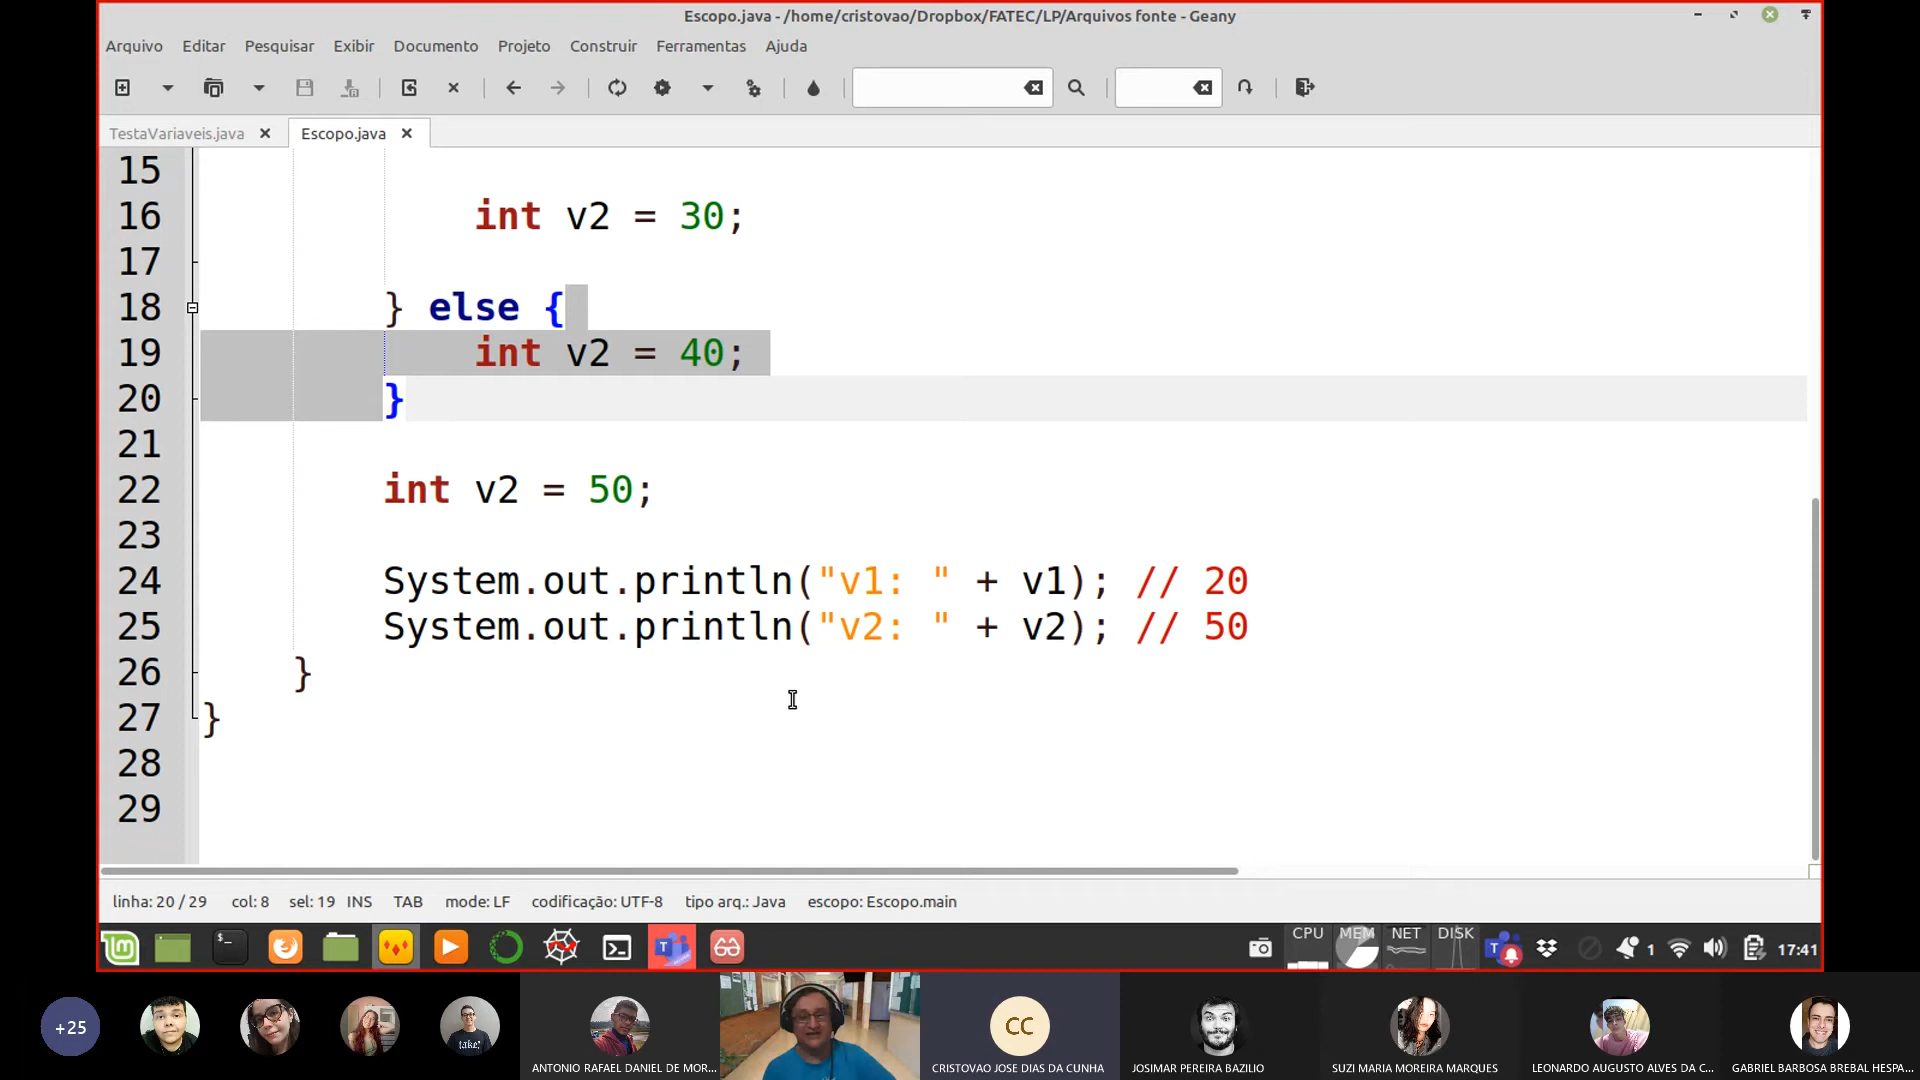 Escopo.java - /home/cristovao/Dropbox/FATEC/LP/Arquivos fonte - Geany
Arquivo Editar Pesquisar Exibir Documento Projeto Construir Ferramentas Ajuda
TestaVariaveis.java Escopo.java
15
16 int v2 = 30;
17
18 } else {
19 int v2 = 40;
20 }
21
22 int v2 = 50;
23
24 System.out.println("v1: " + v1); // 20
25 System.out.println("v2: " + v2); // 50
26 }
27 }
28
29
linha: 20 / 29 col: 8 sel: 19 INS TAB mode: LF codificação: UTF-8 tipo arq.: Java escopo: Escopo.main
CPU MEM NET DISK 1 17:41
+25 take! CC
ANTONIO RAFAEL DANIEL DE MOR... CRISTOVAO JOSE DIAS DA CUNHA JOSIMAR PEREIRA BAZILIO SUZI MARIA MOREIRA MARQUES LEONARDO AUGUSTO ALVES DA C... GABRIEL BARBOSA BREBAL HESPA...